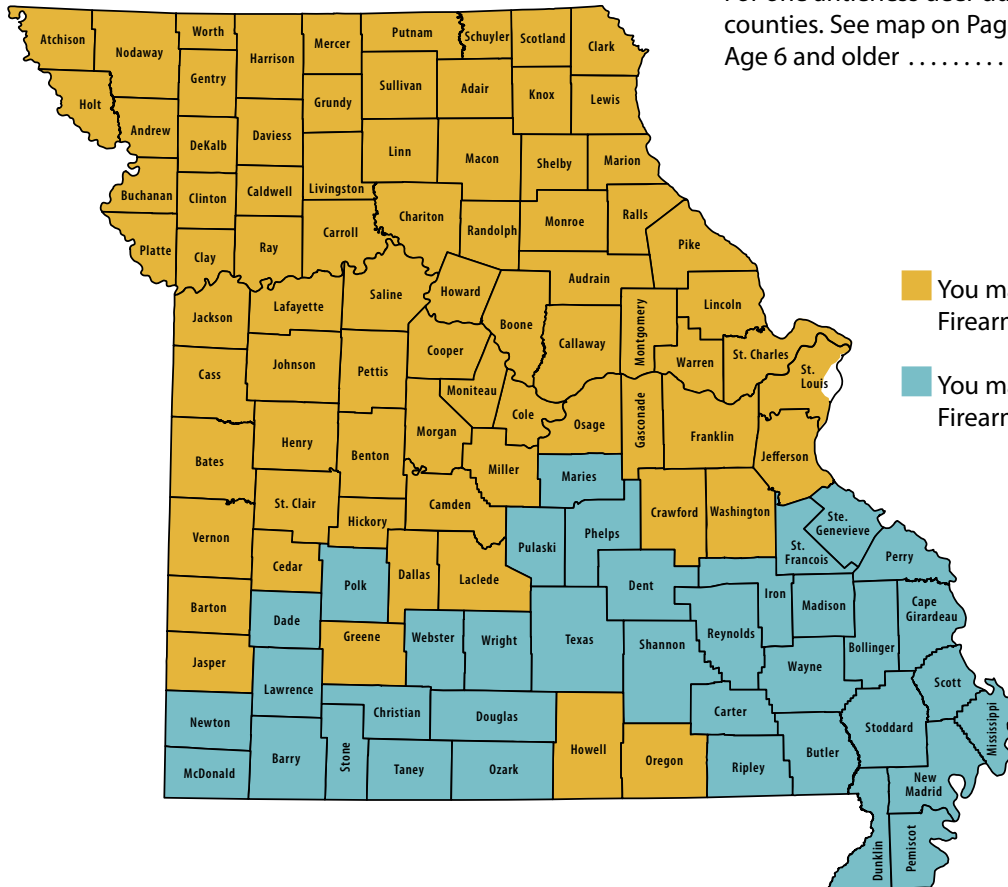 counties. See map on Pag
Age 6 and older ..........
Atchison
Nodaway
Worth
Harrison
Mercer
Putnam
Schuyler
Scotland
Clark
Gentry
Sullivan
Adair
Knox
Lewis
Holt
Andrew
DeKalb
Daviess
Grundy
Linn
Macon
Shelby
Marion
Buchanan
Clinton
Caldwell
Livingston
Chariton
Randolph
Monroe
Ralls
Pike
Platte
Clay
Ray
Carroll
Audrain
Jackson
Lafayette
Saline
Howard
Boone
Callaway
Montgomery
Lincoln
You m
Firearm
Cass
Johnson
Pettis
Cooper
Moniteau
Cole
Osage
Gasconade
Warren
St. Charles
St.
Louis
You m
Firearm
Bates
Henry
Benton
Morgan
Miller
Maries
Franklin
Jefferson
Vernon
St. Clair
Hickory
Camden
Pulaski
Phelps
Crawford
Washington
St.
Francois
Ste.
Genevieve
Perry
Barton
Cedar
Polk
Dallas
Laclede
Dent
Iron
Madison
Cape
Girardeau
Jasper
Dade
Greene
Webster
Wright
Texas
Shannon
Reynolds
Wayne
Bollinger
Scott
Newton
Lawrence
Christian
Douglas
Howell
Oregon
Carter
Butler
Stoddard
Mississippi
McDonald
Barry
Stone
Taney
Ozark
Ripley
New
Madrid
Dunklin
Pemiscot